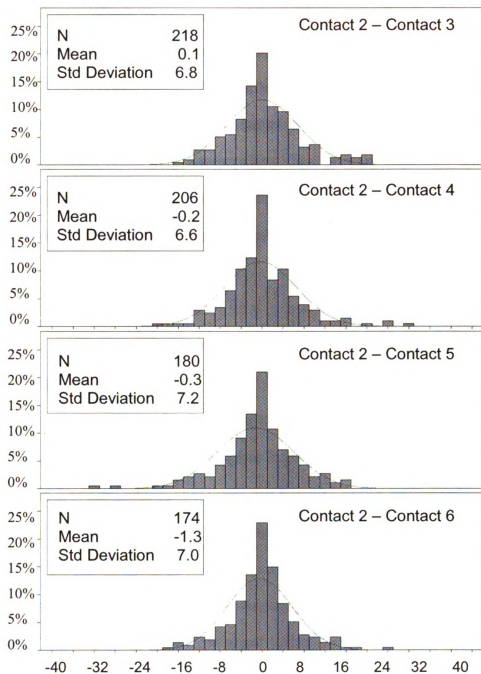 Contact 2 – Contact 3
N 218
Mean 0.1
Std Deviation 6.8
25%
20%
15%
10%
5%
0%
Contact 2 – Contact 4
N 206
Mean -0.2
Std Deviation 6.6
25%
20%
15%
10%
5%
0%
Contact 2 – Contact 5
N 180
Mean -0.3
Std Deviation 7.2
25%
20%
15%
10%
5%
0%
Contact 2 – Contact 6
N 174
Mean -1.3
Std Deviation 7.0
25%
20%
15%
10%
5%
0%
-40 -32 -24 -16 -8 0 8 16 24 32 40